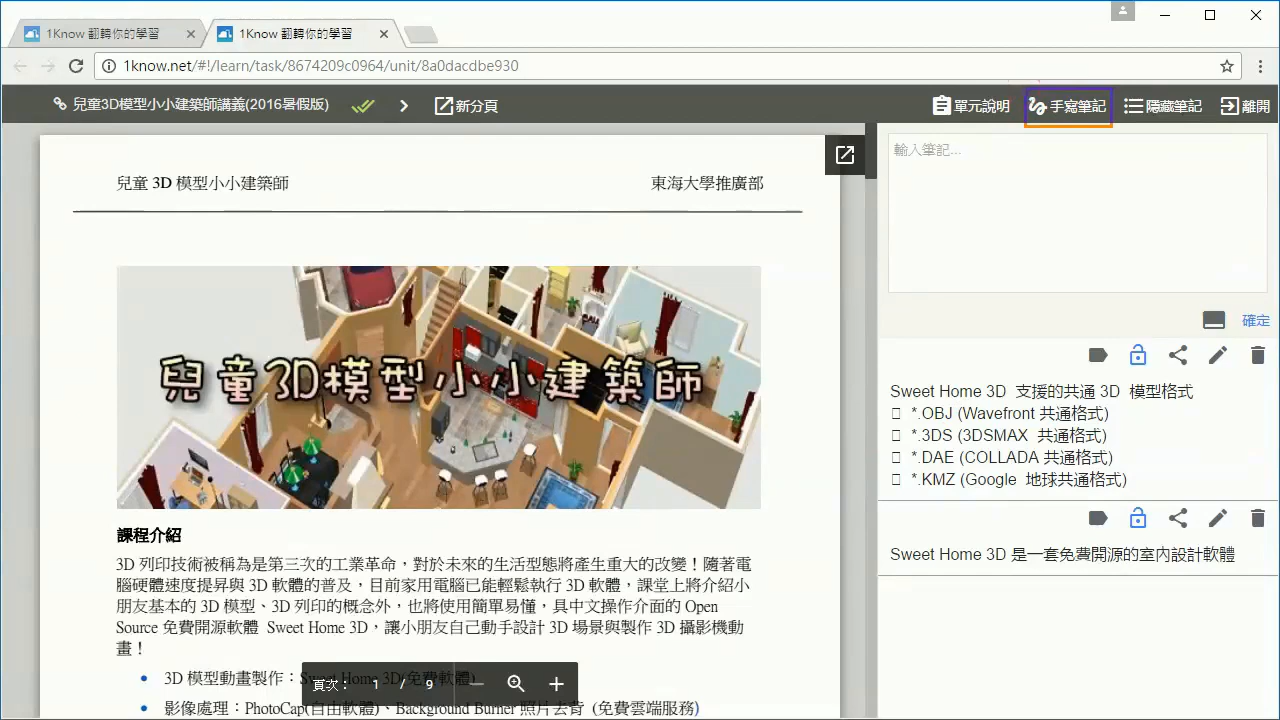 1Know 翻轉你的學習
1Know 翻轉你的學習
1know.net/#!/learn/task/8674209c0964/unit/8a0dacdbe930
兒童3D模型小小建築師講義(2016暑假版)
新分頁
單元說明
手寫筆記
隱藏筆記
離開
兒童 3D 模型小小建築師
東海大學推廣部
兒童3D模型小小建築師
課程介紹
3D 列印技術被稱為是第三次的工業革命，對於未來的生活型態將產生重大的改變！隨著電
腦硬體速度提昇與 3D 軟體的普及，目前家用電腦已能輕鬆執行 3D 軟體，課堂上將介紹小
朋友基本的 3D 模型、3D 列印的概念外，也將使用簡單易懂，具中文操作介面的 Open
Source 免費開源軟體 Sweet Home 3D，讓小朋友自己動手設計 3D 場景與製作 3D 攝影機動
畫！
• 3D 模型動畫製作：Sweet Home 3D(免費軟體)
• 影像處理：PhotoCap(自由軟體)、Background Burner 照片去背 (免費雲端服務)
頁次： 1 / 9
輸入筆記...
確定
Sweet Home 3D 支援的共通 3D 模型格式
*.OBJ (Wavefront 共通格式)
*.3DS (3DSMAX 共通格式)
*.DAE (COLLADA 共通格式)
*.KMZ (Google 地球共通格式)
Sweet Home 3D 是一套免費開源的室內設計軟體